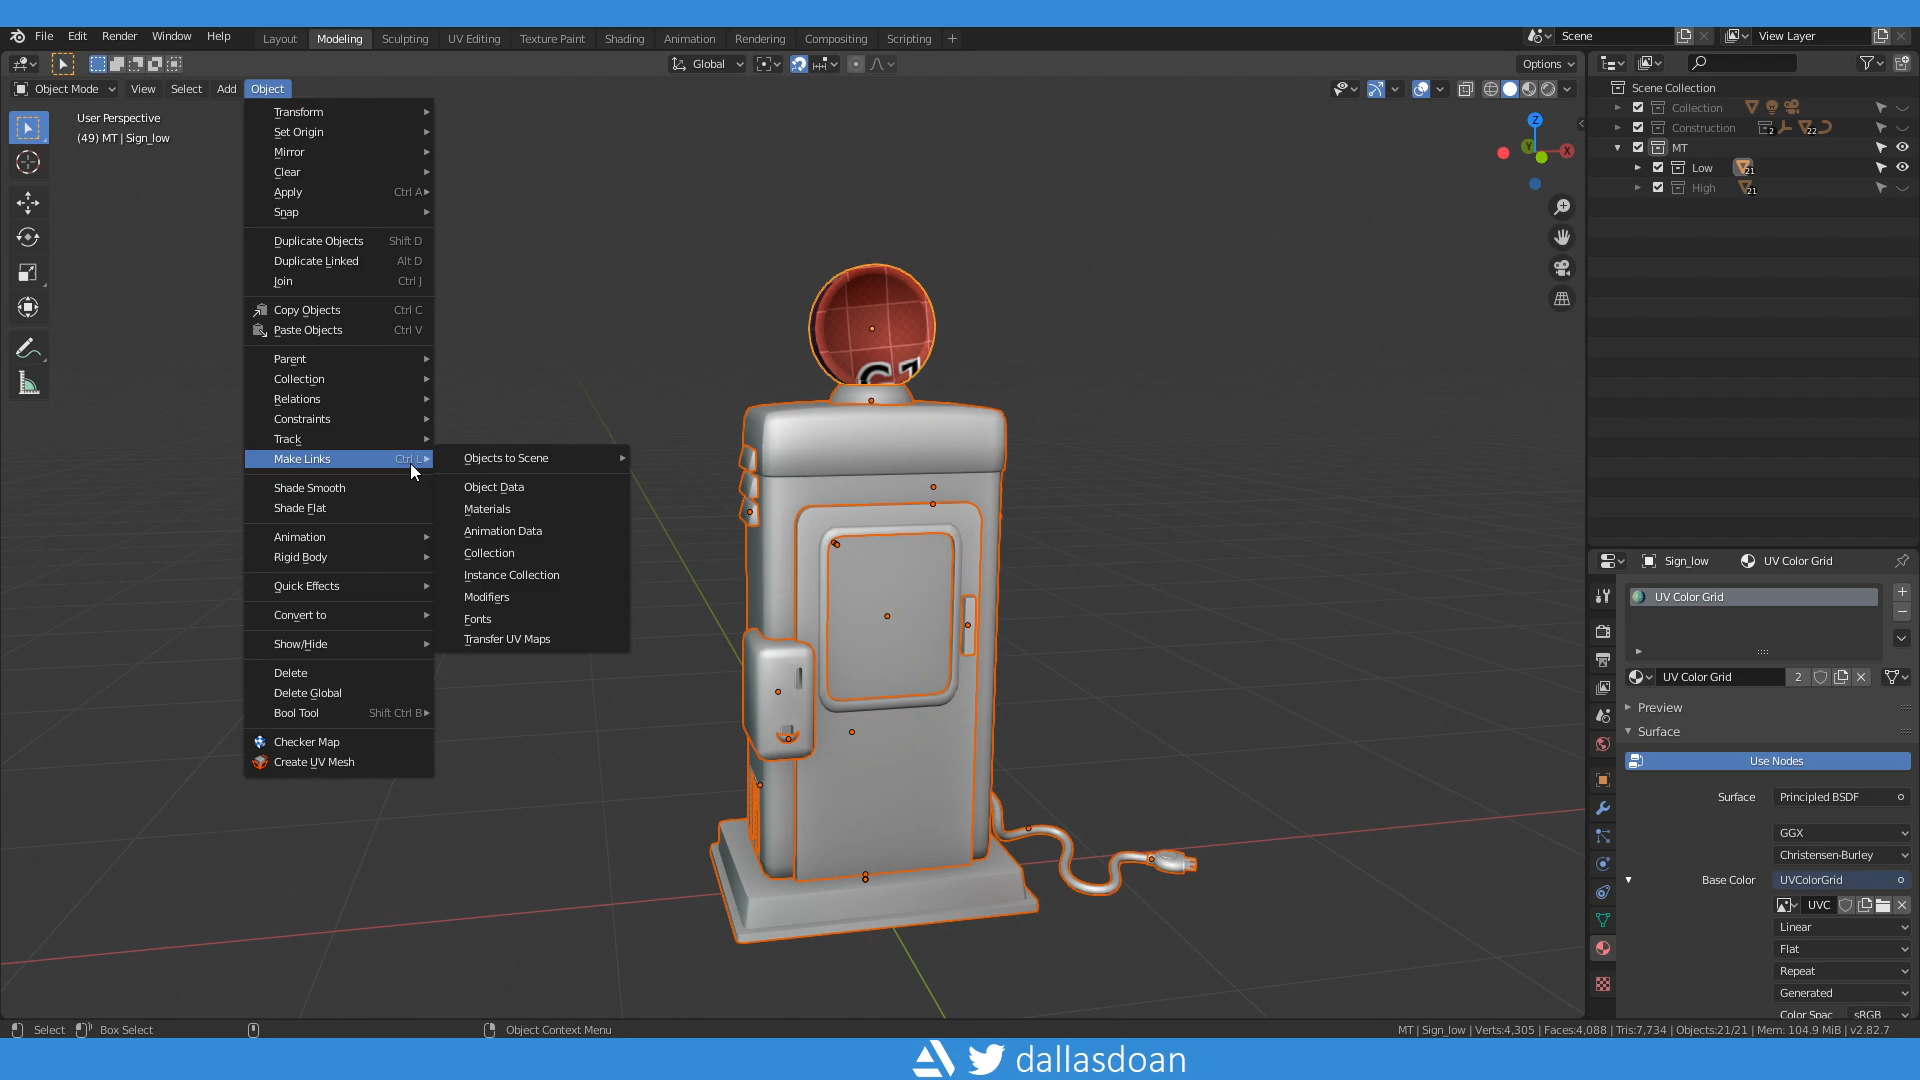 File Edit Render Window Help
Layout Modeling Sculpting UV Editing Texture Paint Shading Animation Rendering Compositing Scripting +
Scene
View Layer
Global
Options
Object Mode View Select Add Object
User Perspective
(49) MT | Sign_low
Transform
Set Origin
Mirror
Clear
Apply Ctrl A
Snap
Duplicate Objects Shift D
Duplicate Linked Alt D
Join Ctrl J
Copy Objects Ctrl C
Paste Objects Ctrl V
Parent
Collection
Relations
Constraints
Track
Make Links Ctrl L
Shade Smooth
Shade Flat
Animation
Rigid Body
Quick Effects
Convert to
Show/Hide
Delete
Delete Global
Bool Tool Shift Ctrl B
Checker Map
Create UV Mesh
Objects to Scene
Object Data
Materials
Animation Data
Collection
Instance Collection
Modifiers
Fonts
Transfer UV Maps
Z
Y
X
Scene Collection
Collection
Construction 2 22
MT
Low 21
High 21
Sign_low UV Color Grid
UV Color Grid
UV Color Grid 2
Preview
Surface
Use Nodes
Surface Principled BSDF
GGX
Christensen-Burley
Base Color UVColorGrid
UVC
Linear
Flat
Repeat
Generated
Color Spac sRGB
Select Box Select Object Context Menu
MT | Sign_low | Verts:4,305 | Faces:4,088 | Tris:7,734 | Objects:21/21 | Mem: 104.9 MiB | v2.82.7
dallasdoan